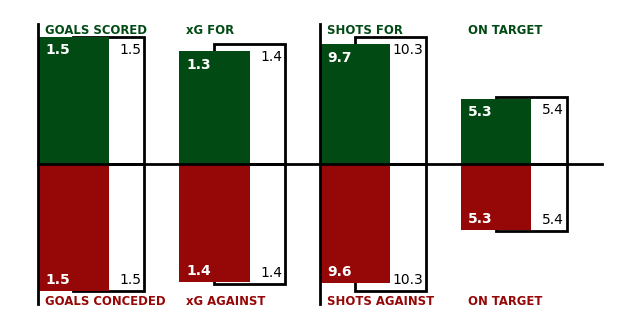 GOALS SCORED xG FOR SHOTS FOR ON TARGET
1.5 1.5 1.3 1.4 9.7 10.3 5.3 5.4
1.5 1.5 1.4 1.4 9.6 10.3 5.3 5.4
GOALS CONCEDED xG AGAINST SHOTS AGAINST ON TARGET